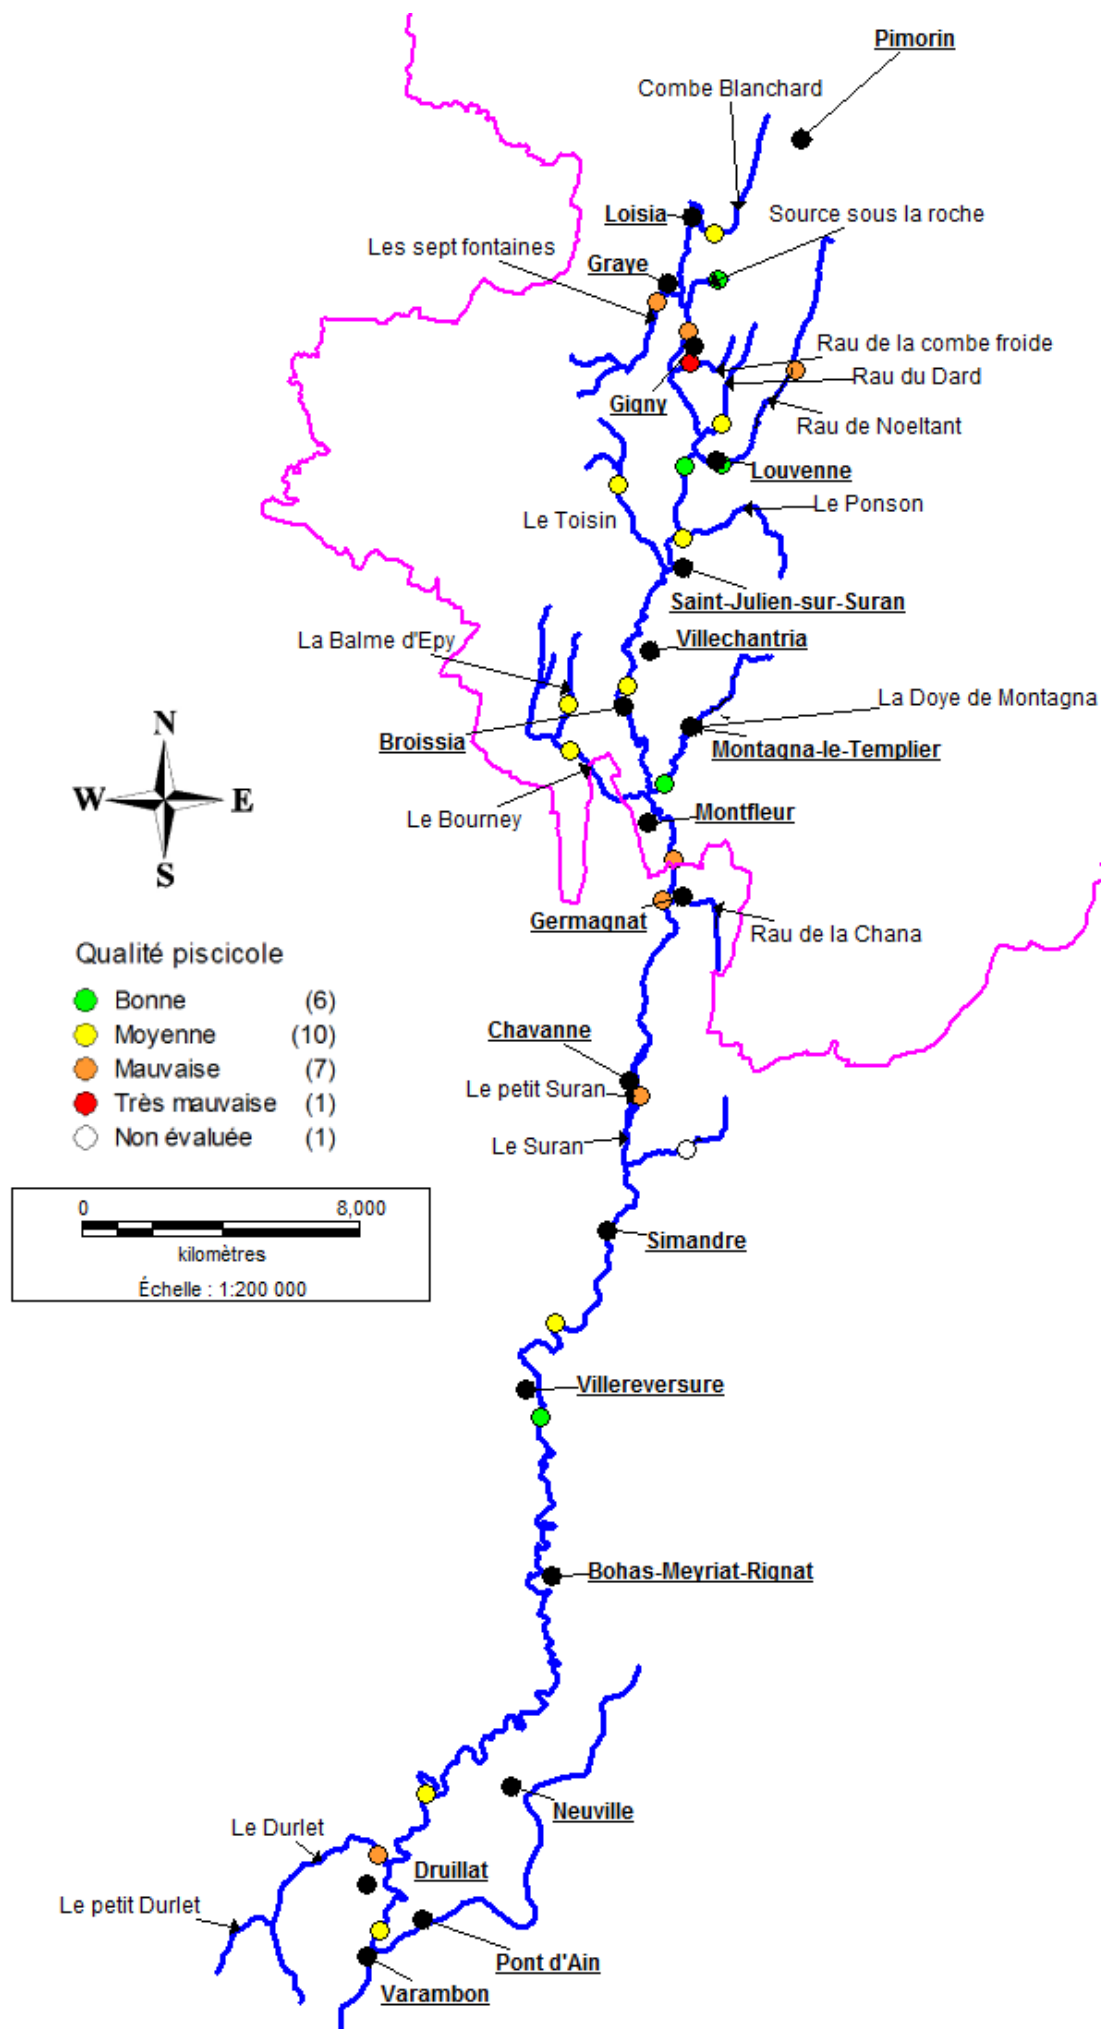 Pimorin
Combe Blanchard
Loisia
Source sous la roche
Les sept fontaines
Graye
Rau de la combe froide
Rau du Dard
Gigny
Rau de Noeltant
Louvenne
Le Ponson
Le Toisin
Saint-Julien-sur-Suran
Villechantria
La Balme d'Epy
La Doye de Montagna
Broissia
Montagna-le-Templier
N
W
E
S
Le Bourney
Montfleur
Germagnat
Rau de la Chana
Qualité piscicole
Bonne (6)
Moyenne (10)
Mauvaise (7)
Très mauvaise (1)
Non évaluée (1)
Chavanne
Le petit Suran
Le Suran
0 8,000
kilomètres
Échelle : 1:200 000
Simandre
Villereversure
Bohas-Meyriat-Rignat
Neuville
Le Durlet
Druillat
Le petit Durlet
Pont d'Ain
Varambon